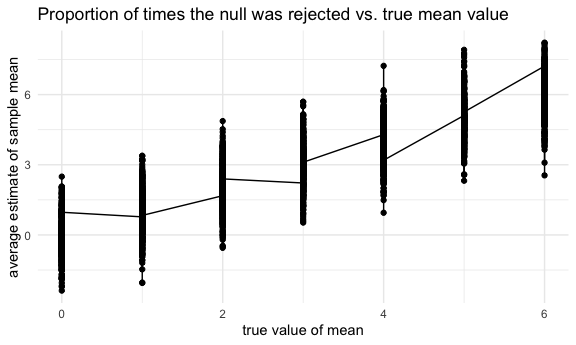 Proportion of times the null was rejected vs. true mean value
average estimate of sample mean
6
3
0
0
2
4
6
true value of mean